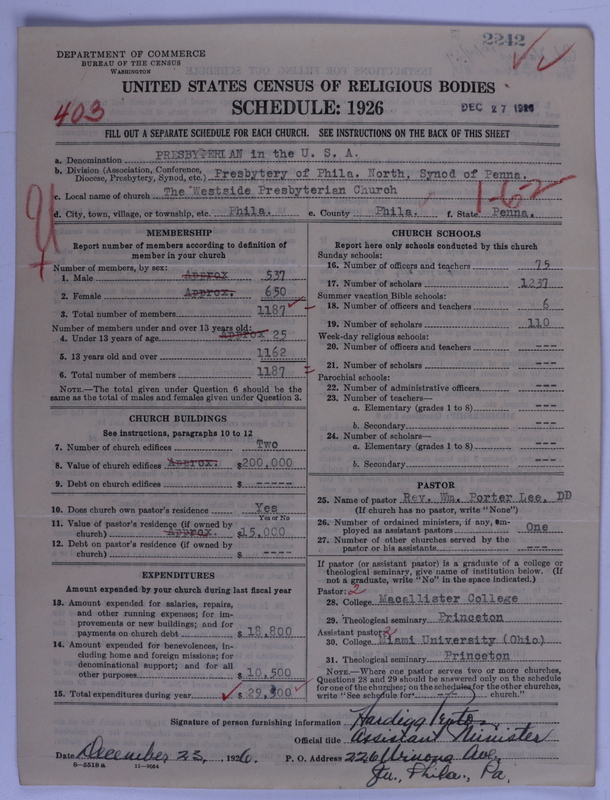 2242
DEPARTMENT OF COMMERCE
BUREAU OF THE CENSUS
WASHINGTON
UNITED STATES CENSUS OF RELIGIOUS BODIES
SCHEDULE: 1926
DEC 27 1926
403
FILL OUT A SEPARATE SCHEDULE FOR EACH CHURCH. SEE INSTRUCTIONS ON THE BACK OF THIS SHEET
a. Denomination PRESBYTERIAN in the U. S. A.
b. Division (Association, Conference, Diocese, Presbytery, Synod, etc.) Presbytery of Phila. North, Synod of Penna.
c. Local name of church The Westside Presbyterian Church
1-62
d. City, town, village, or township, etc. Phila. e. County Phila. f. State Penna.
MEMBERSHIP
Report number of members according to definition of
member in your church
Number of members, by sex:
1. Male Approx 537
2. Female Approx. 650
3. Total number of members 1187
Number of members under and over 13 years old:
4. Under 13 years of age Approx 25
5. 13 years old and over 1162
6. Total number of members 1187
NOTE.—The total given under Question 6 should be
same as the total of males and females given under Question 3.
CHURCH BUILDINGS
See instructions, paragraphs 10 to 12
7. Number of church edifices Two
8. Value of church edifices Approx. $200,000
9. Debt on church edifices $-----
10. Does church own pastor's residence Yes
Yes or No
11. Value of pastor's residence (if owned by
church) Approx. $15,000
12. Debt on pastor's residence (if owned by
church) $ ----
EXPENDITURES
Amount expended by your church during last fiscal year
13. Amount expended for salaries, repairs,
and other running expenses; for im-
provements or new buildings; and for
payments on church debt $18,800
14. Amount expended for benevolences, in-
cluding home and foreign missions; for
denominational support; and for all
other purposes $10,500
15. Total expenditures during year $29,300
CHURCH SCHOOLS
Report here only schools conducted by this church
Sunday schools:
16. Number of officers and teachers 75
17. Number of scholars 1237
Summer vacation Bible schools:
18. Number of officers and teachers 6
19. Number of scholars 110
Week-day religious schools:
20. Number of officers and teachers ---
21. Number of scholars ---
Parochial schools:
22. Number of administrative officers ---
23. Number of teachers—
a. Elementary (grades 1 to 8) ---
b. Secondary ---
24. Number of scholars—
a. Elementary (grades 1 to 8) ---
b. Secondary ---
PASTOR
25. Name of pastor Rev. Wm. Porter Lee, DD
(If church has no pastor, write "None")
26. Number of ordained ministers, if any, em-
ployed as assistant pastors One
27. Number of other churches served by the
pastor or his assistants ---
If pastor (or assistant pastor) is a graduate of a college or
theological seminary, give name of institution below. (If
not a graduate, write "No" in the space indicated.)
Pastor: 2
28. College Macallister College
29. Theological seminary Princeton
Assistant pastor: 2
30. College Miami University (Ohio)
31. Theological seminary Princeton
NOTE.—Where one pastor serves two or more churches,
Questions 28 and 29 should be answered only on the schedule
for one of the churches; on the schedules for the other churches,
write "See schedule for --- church."
Signature of person furnishing information
Official title Assistant Minister
Date December 23, 1926. P. O. Address 226 Winona Ave.
8—5518 a 11—9064
Phila., Pa.